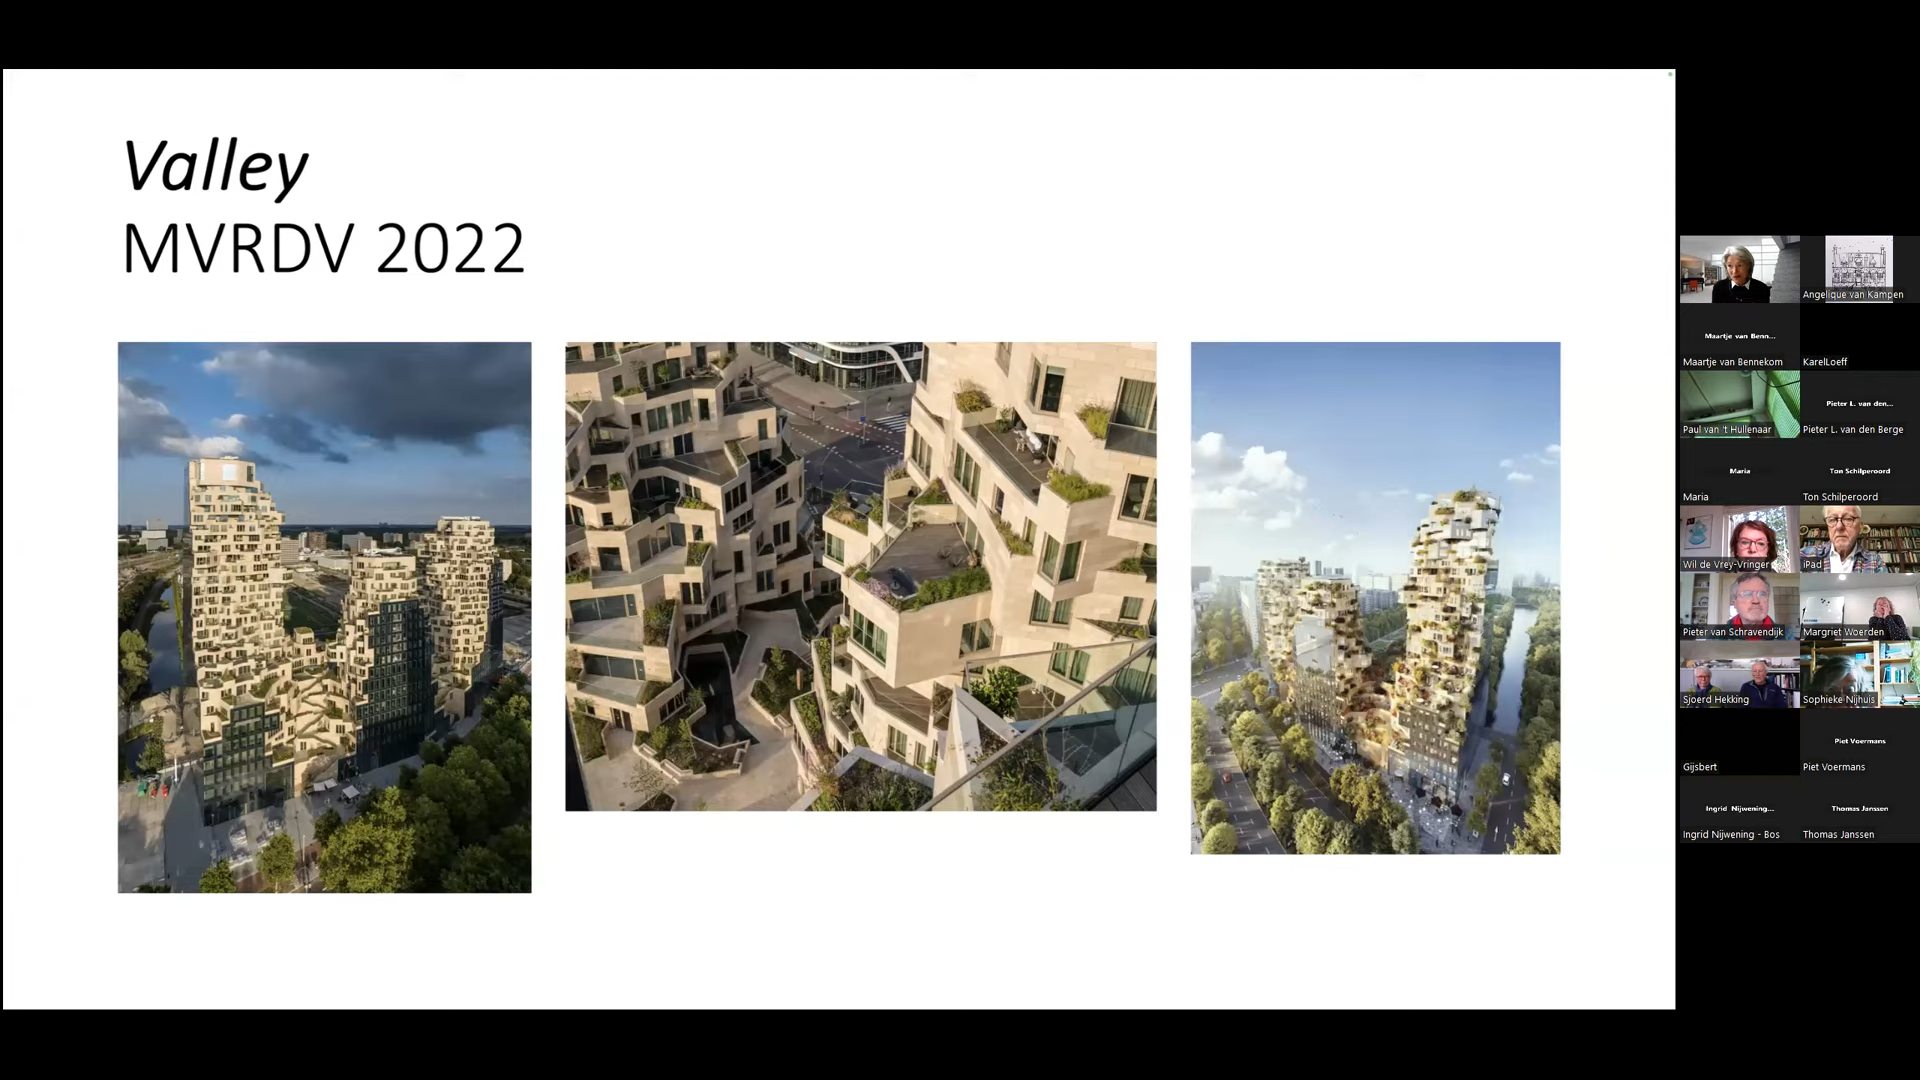 Valley
MVRDV 2022
Angelique van Kampen
Maartje van Benn...
Maartje van Bennekom
KarelLoeff
Paul van 't Hullenaar
Pieter L. van den...
Pieter L. van den Berge
Maria
Maria
Ton Schilperoord
Ton Schilperoord
Wil de Vrey-Vringer
iPad
Pieter van Schravendijk
Margriet Woerden
Sjoerd Hekking
Sophieke Nijhuis
Gijsbert
Piet Voermans
Piet Voermans
Ingrid Nijwening...
Ingrid Nijwening - Bos
Thomas Janssen
Thomas Janssen